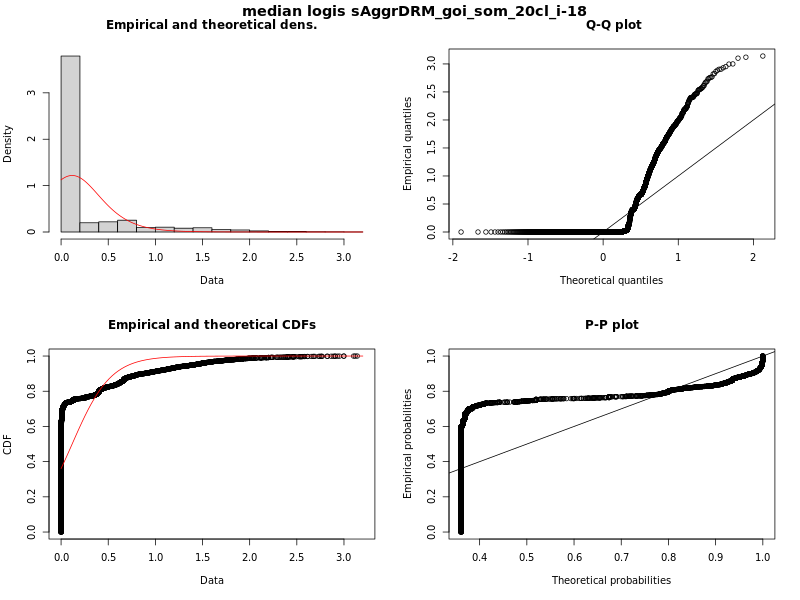 median logis sAggrDRM_goi_som_20cl_i-18
Empirical and theoretical dens.
Density
0 1 2 3
0.0 0.5 1.0 1.5 2.0 2.5 3.0
Data
Q-Q plot
Empirical quantiles
0.0 0.5 1.0 1.5 2.0 2.5 3.0
-2 -1 0 1 2
Theoretical quantiles
Empirical and theoretical CDFs
CDF
0.0 0.2 0.4 0.6 0.8 1.0
0.0 0.5 1.0 1.5 2.0 2.5 3.0
Data
P-P plot
Empirical probabilities
0.0 0.2 0.4 0.6 0.8 1.0
0.4 0.5 0.6 0.7 0.8 0.9 1.0
Theoretical probabilities